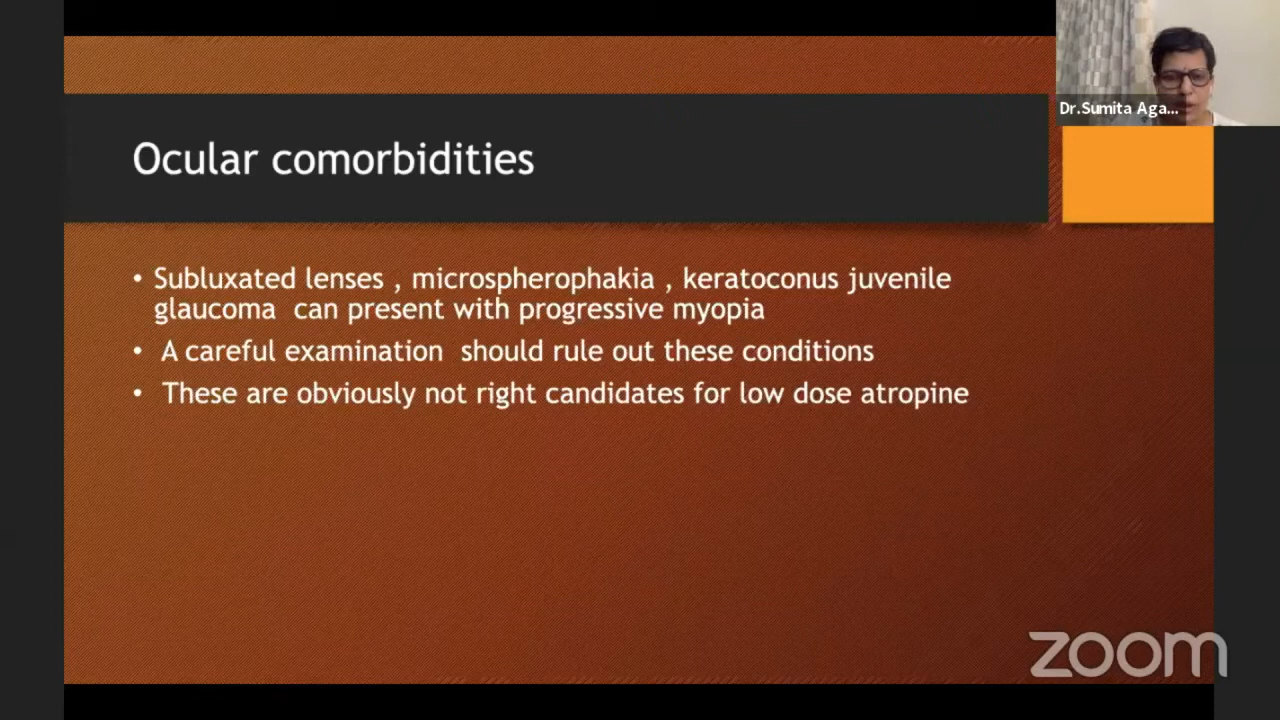 Dr.Sumita Aga...
Ocular comorbidities
• Subluxated lenses , microspherophakia , keratoconus juvenile
glaucoma can present with progressive myopia
• A careful examination should rule out these conditions
• These are obviously not right candidates for low dose atropine
zoom